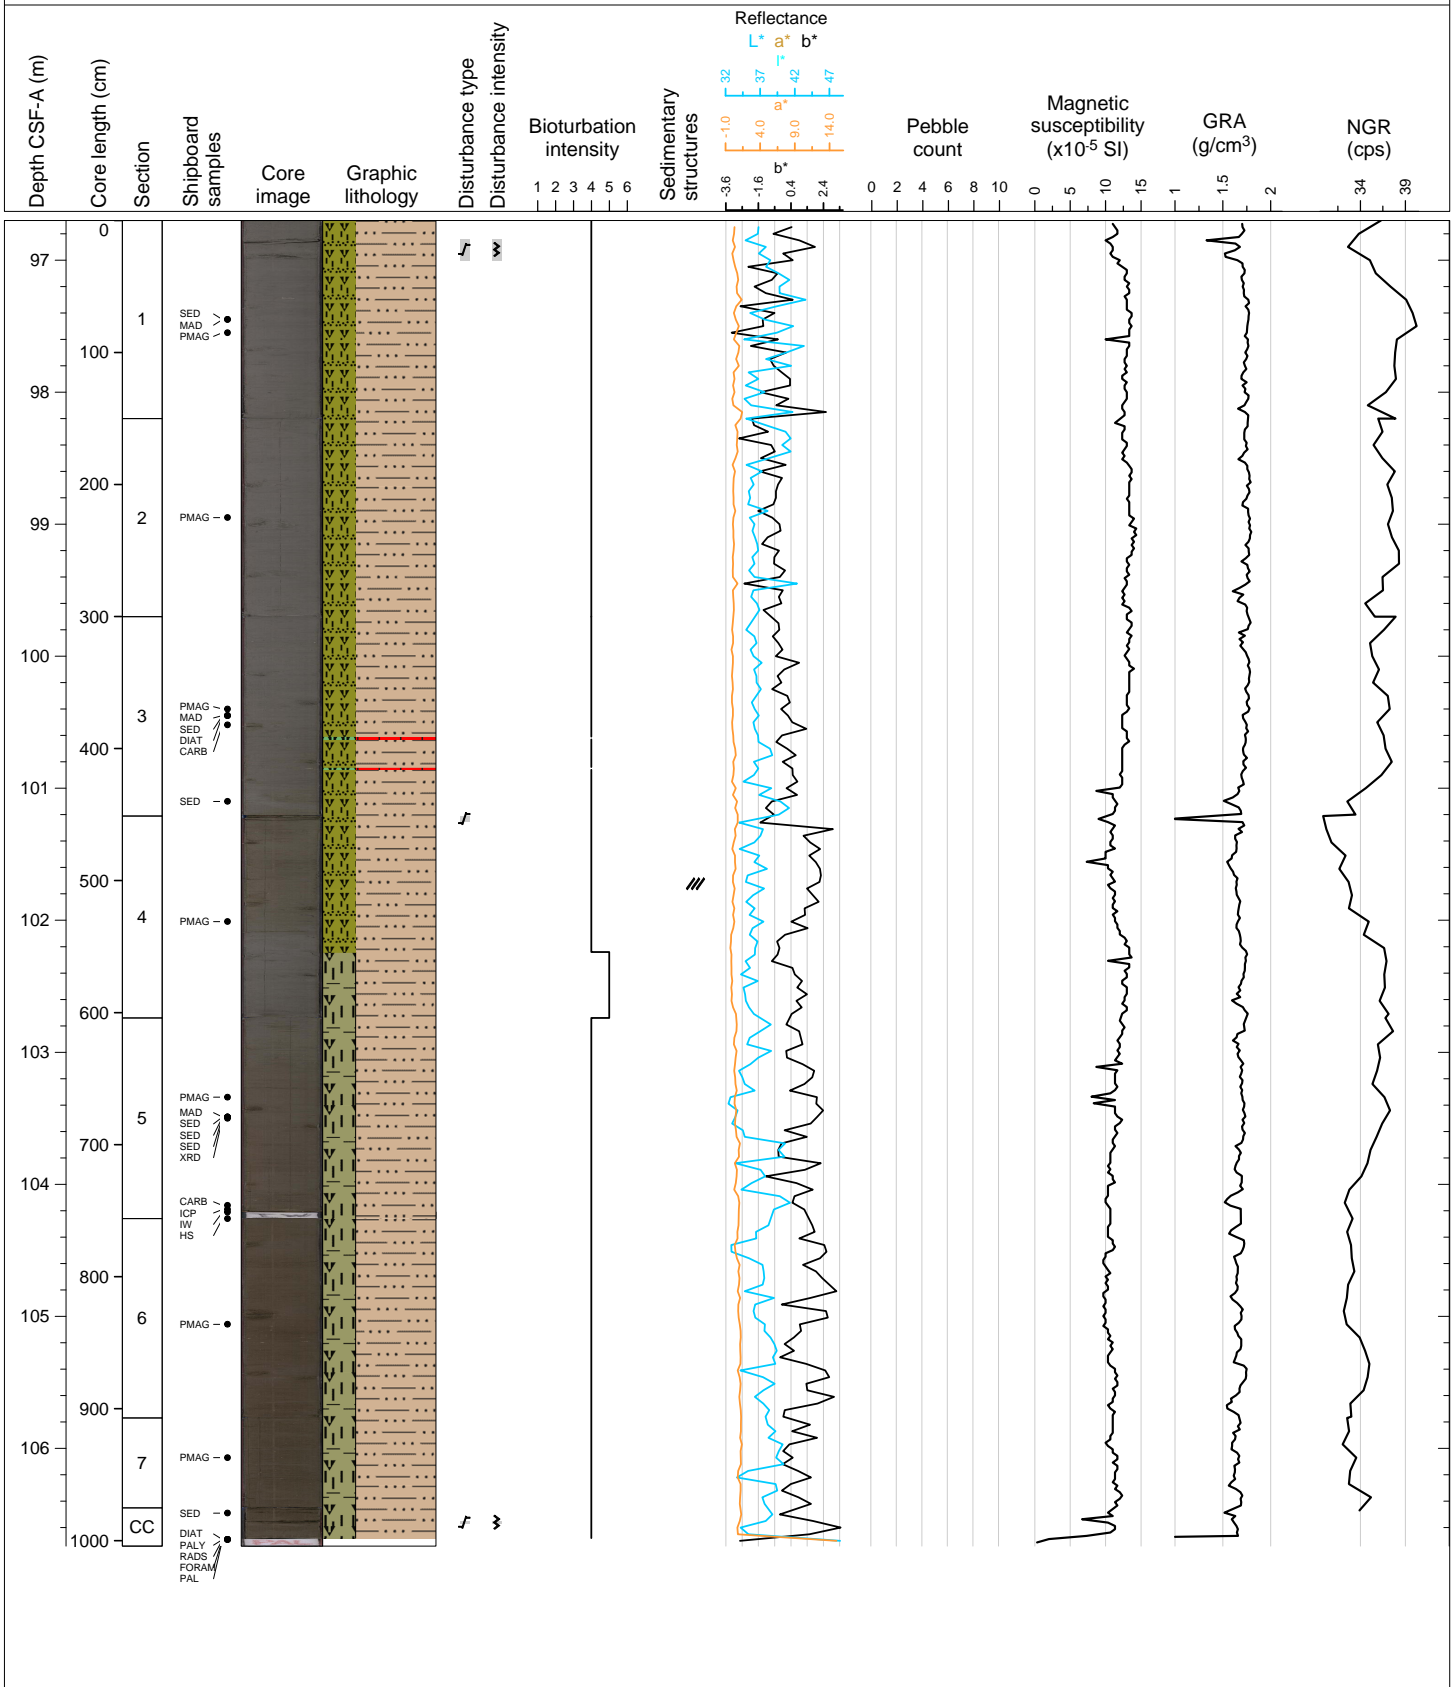 Reflectance
L* a* b*
l*
32 37 42 47
a*
-1.0 4.0 9.0 14.0
b*
-3.6 -1.6 0.4 2.4
Depth CSF-A (m)
Core length (cm)
Section
Shipboard samples
Core image
Graphic lithology
Disturbance type
Disturbance intensity
Bioturbation intensity
1 2 3 4 5 6
Sedimentary structures
Pebble count
0 2 4 6 8 10
Magnetic susceptibility (x10-5 SI)
0 5 10 15
GRA (g/cm3)
1 1.5 2
NGR (cps)
34 39
0
97
SED
1
MAD
PMAG
100
98
200
2
PMAG
99
300
100
PMAG
3
MAD
SED
DIAT
400
CARB
101
SED
500
4
PMAG
102
600
103
PMAG
MAD
5
SED
SED
700
SED
XRD
104
CARB
ICP
IW
HS
800
105
6
PMAG
900
106
7
PMAG
SED
CC
DIAT
1000
PALY
RADS
FORAM
PAL